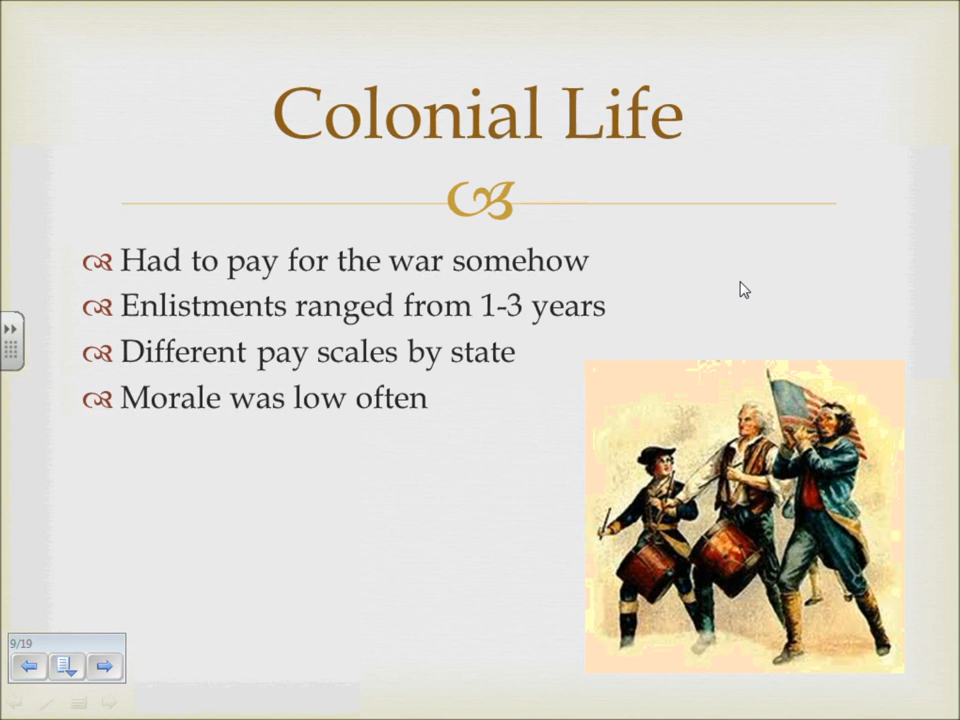 Colonial Life
Had to pay for the war somehow
Enlistments ranged from 1-3 years
Different pay scales by state
Morale was low often
9/19